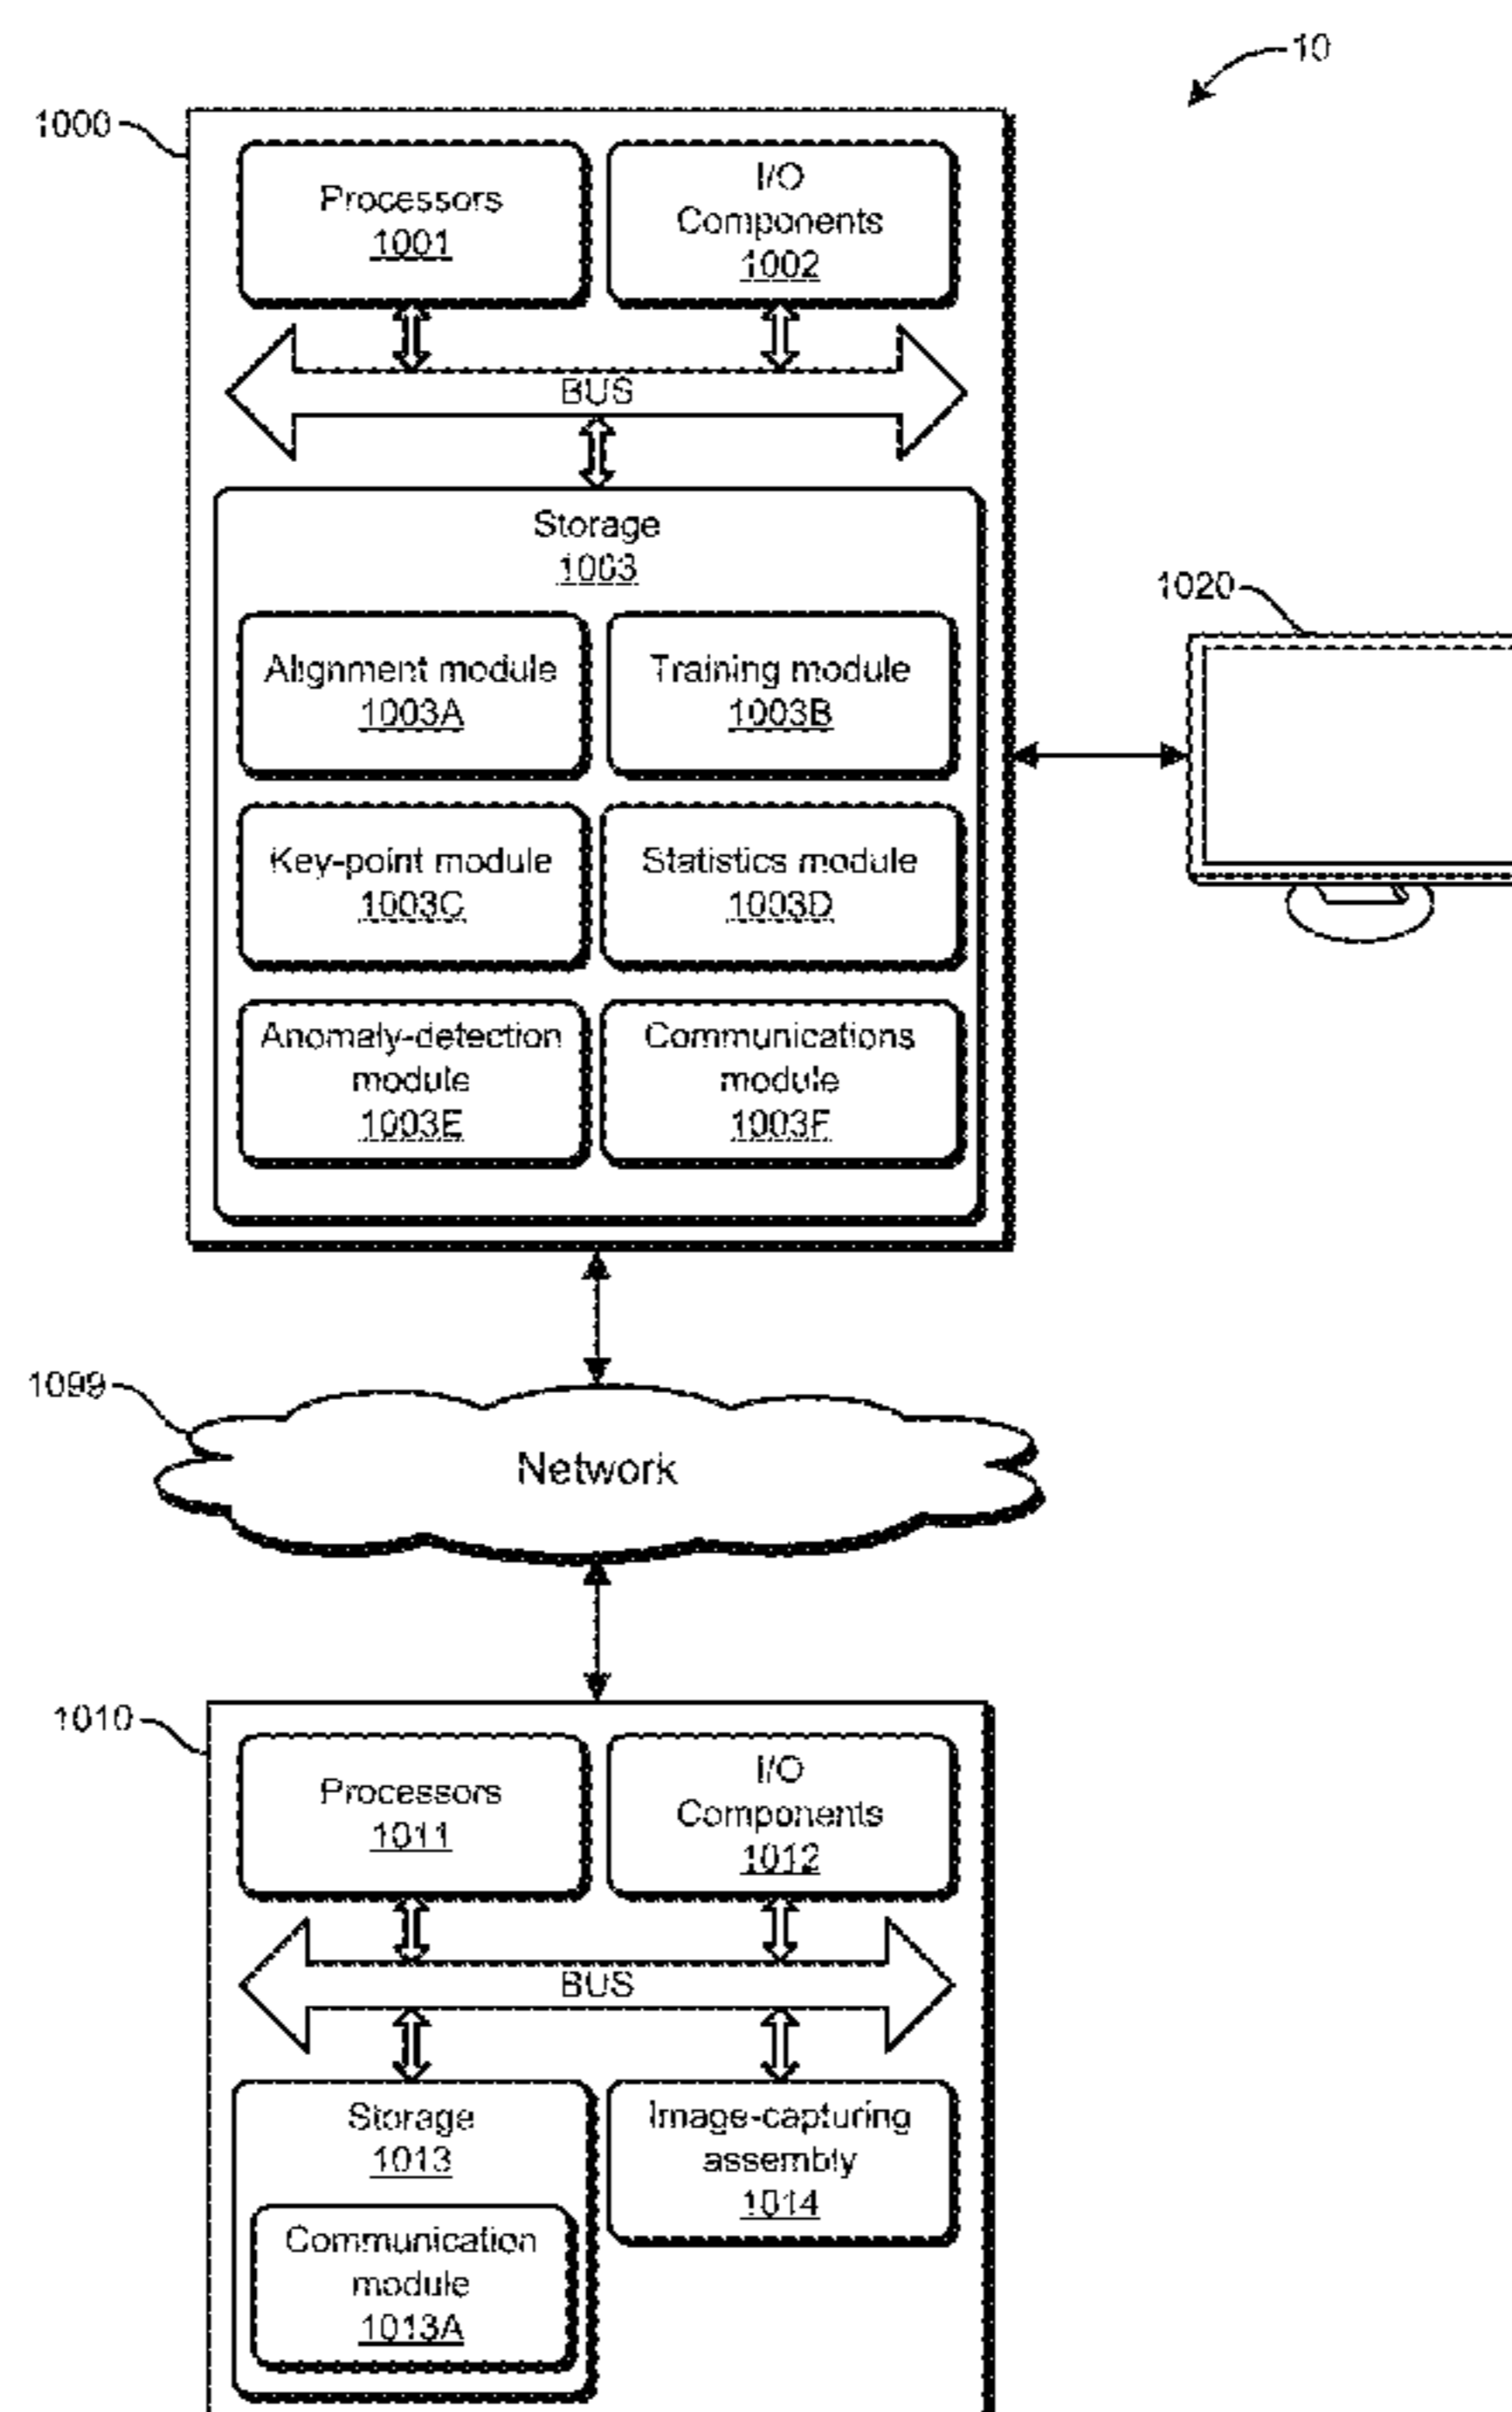 10
1000
Processors
1001
I/O
Components
1002
BUS
Storage
1003
Alignment module
1003A
Training module
1003B
Key-point module
1003C
Statistics module
1003D
Anomaly-detection
module
1003E
Communications
module
1003F
1020
1099
Network
1010
Processors
1011
I/O
Components
1012
BUS
Storage
1013
Communication
module
1013A
Image-capturing
assembly
1014